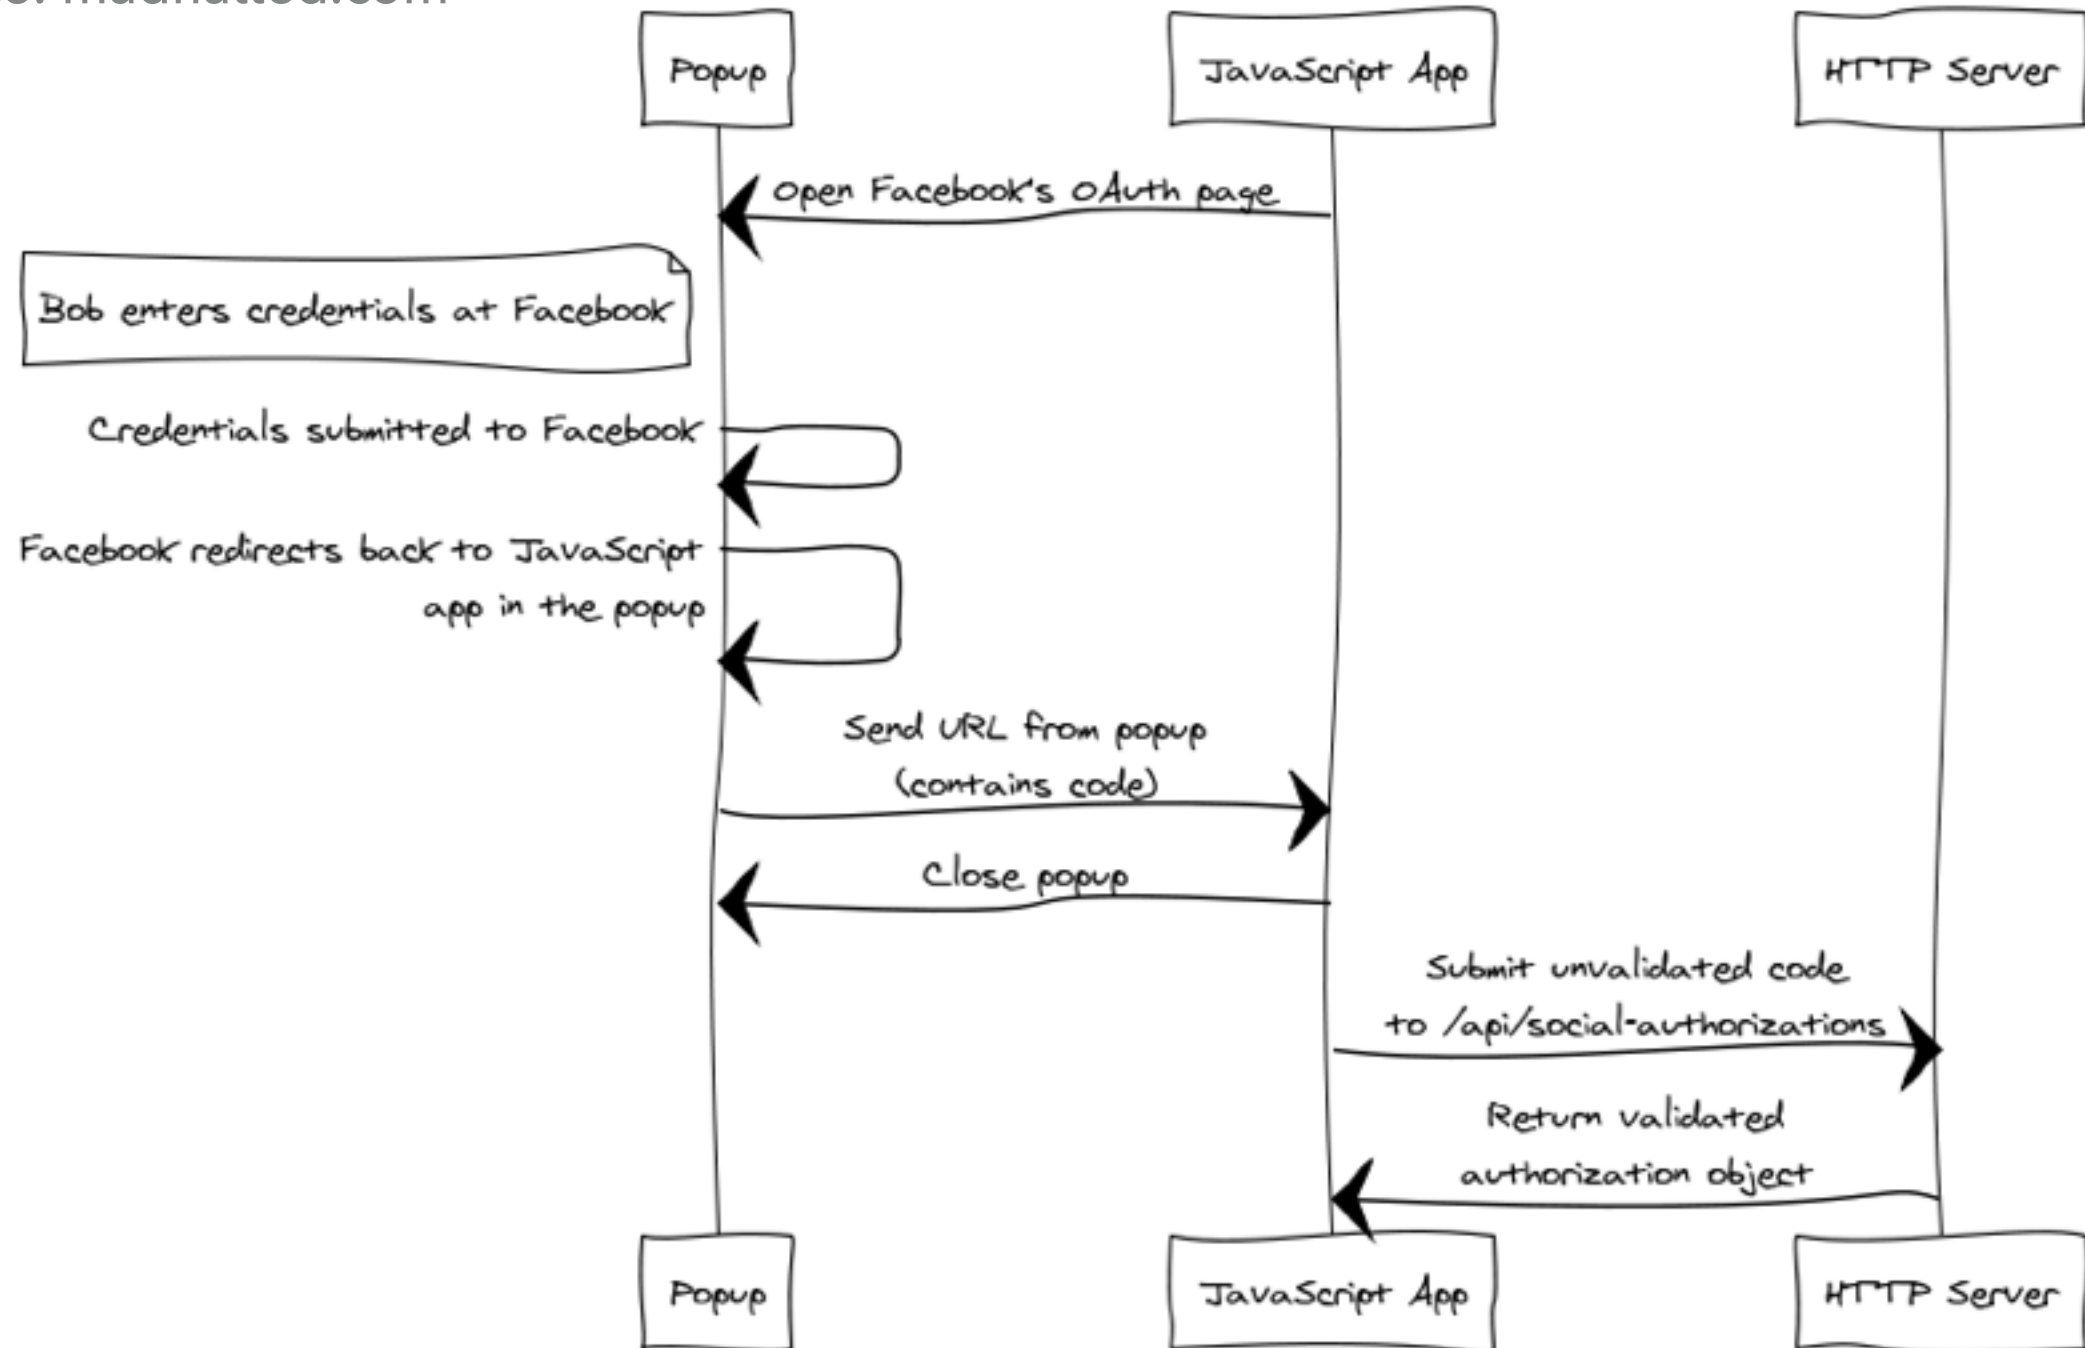 madhatted.com
Popup
JavaScript App
HTTP Server
Open Facebook's OAuth page
Bob enters credentials at Facebook
Credentials submitted to Facebook
Facebook redirects back to JavaScript
app in the popup
Send URL from popup
(contains code)
Close popup
Submit unvalidated code
to /api/social-authorizations
Return validated
authorization object
Popup
JavaScript App
HTTP Server